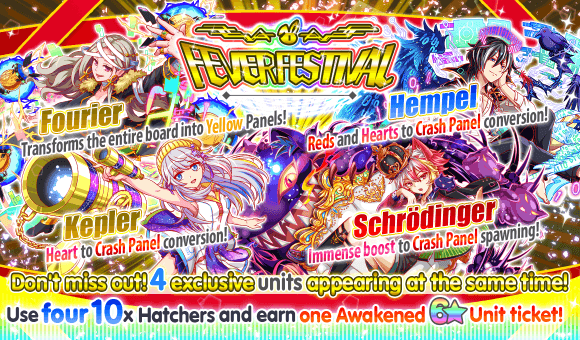 FEVERFESTIVAL
Fourier
Transforms the entire board into Yellow Panels!
Hempel
Reds and Hearts to Crash Panel conversion!
Kepler
Heart to Crash Panel conversion!
Schrödinger
Immense boost to Crash Panel spawning!
Don't miss out! 4 exclusive units appearing at the same time!
Use four 10x Hatchers and earn one Awakened 6★ Unit ticket!